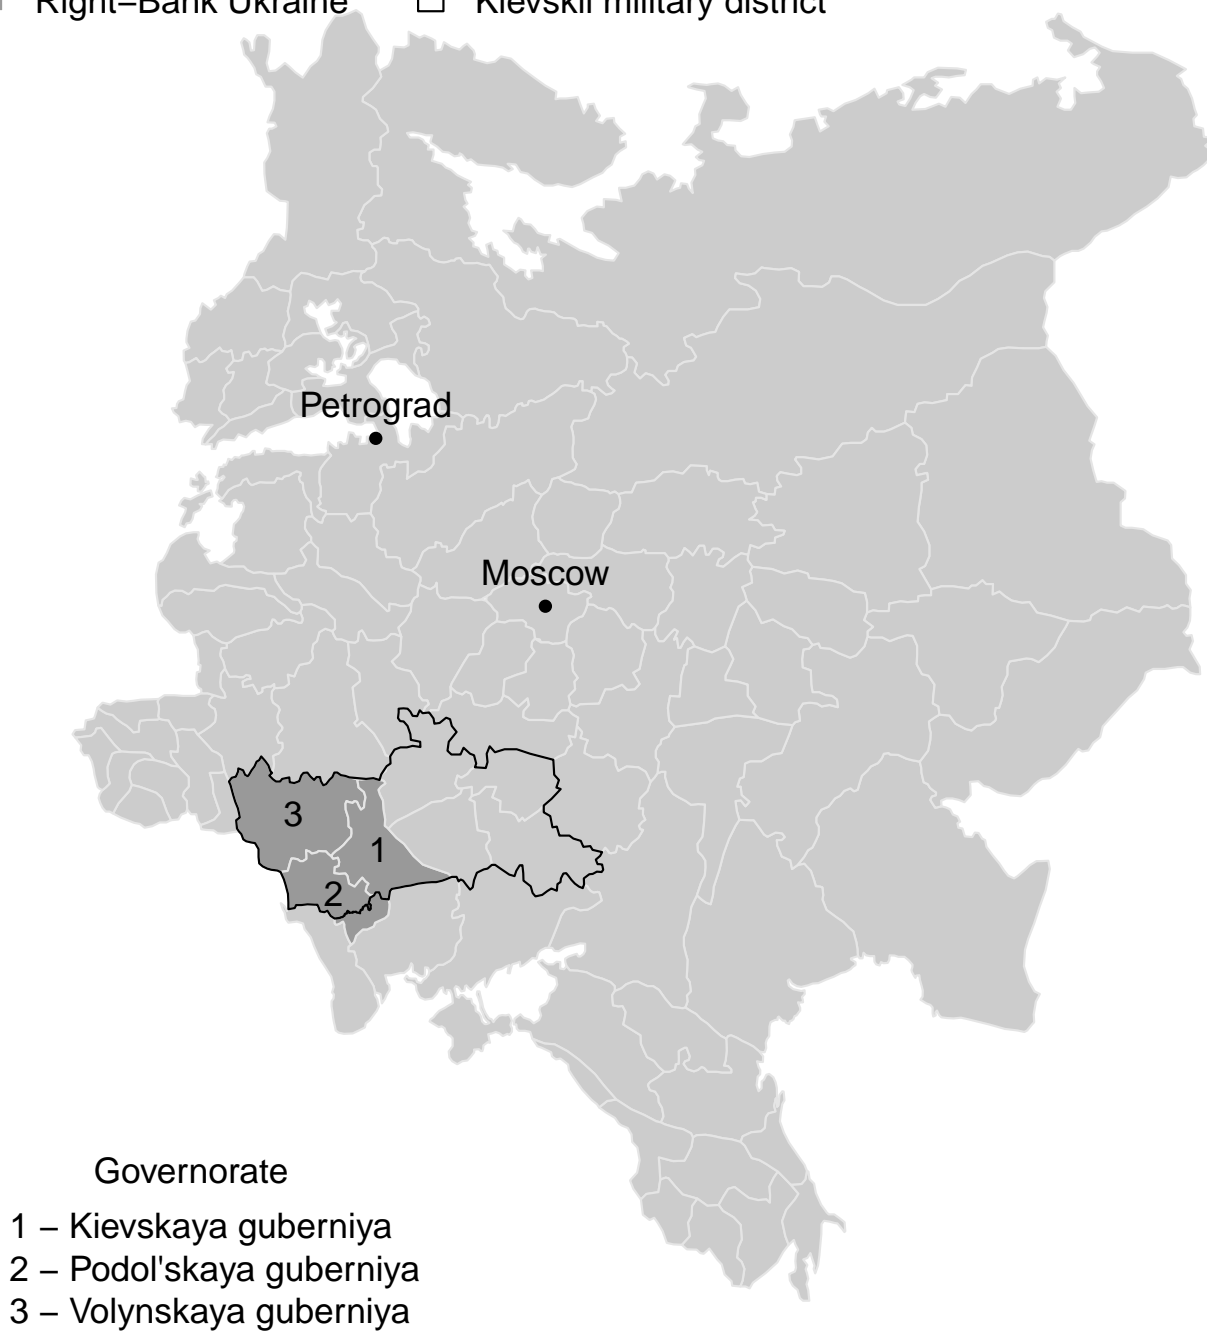 Right–Bank Ukraine Kievskii military district
Petrograd
Moscow
3
1
2
Governorate
1 – Kievskaya guberniya
2 – Podol'skaya guberniya
3 – Volynskaya guberniya